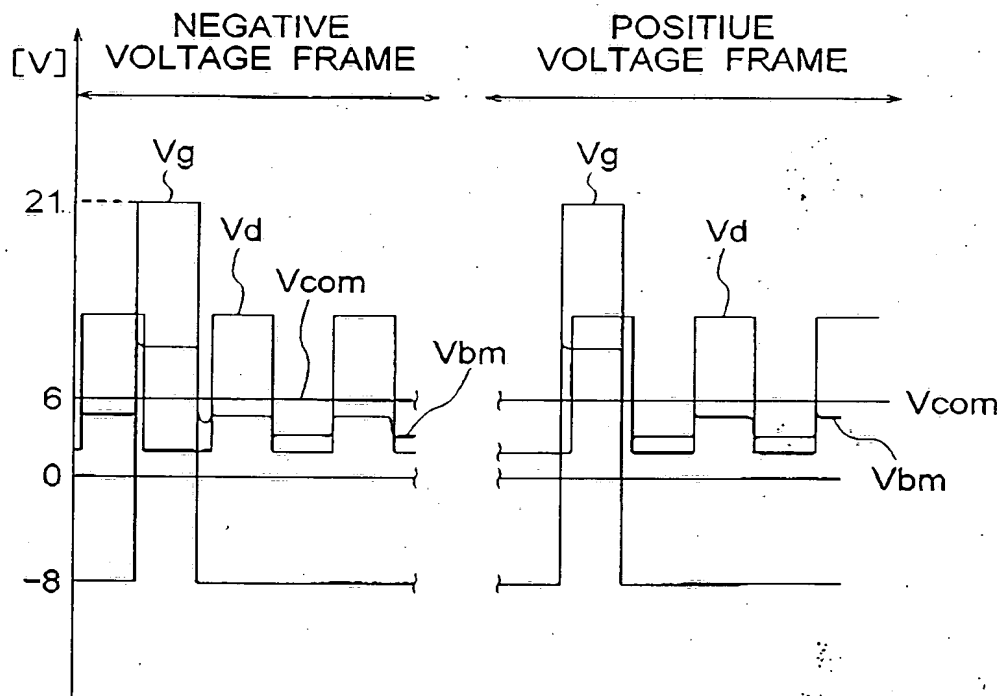 NEGATIVE
VOLTAGE FRAME
POSITIUE
VOLTAGE FRAME
[V]
Vg
Vg
21
Vd
Vd
Vcom
Vbm
6
Vcom
0
Vbm
-8